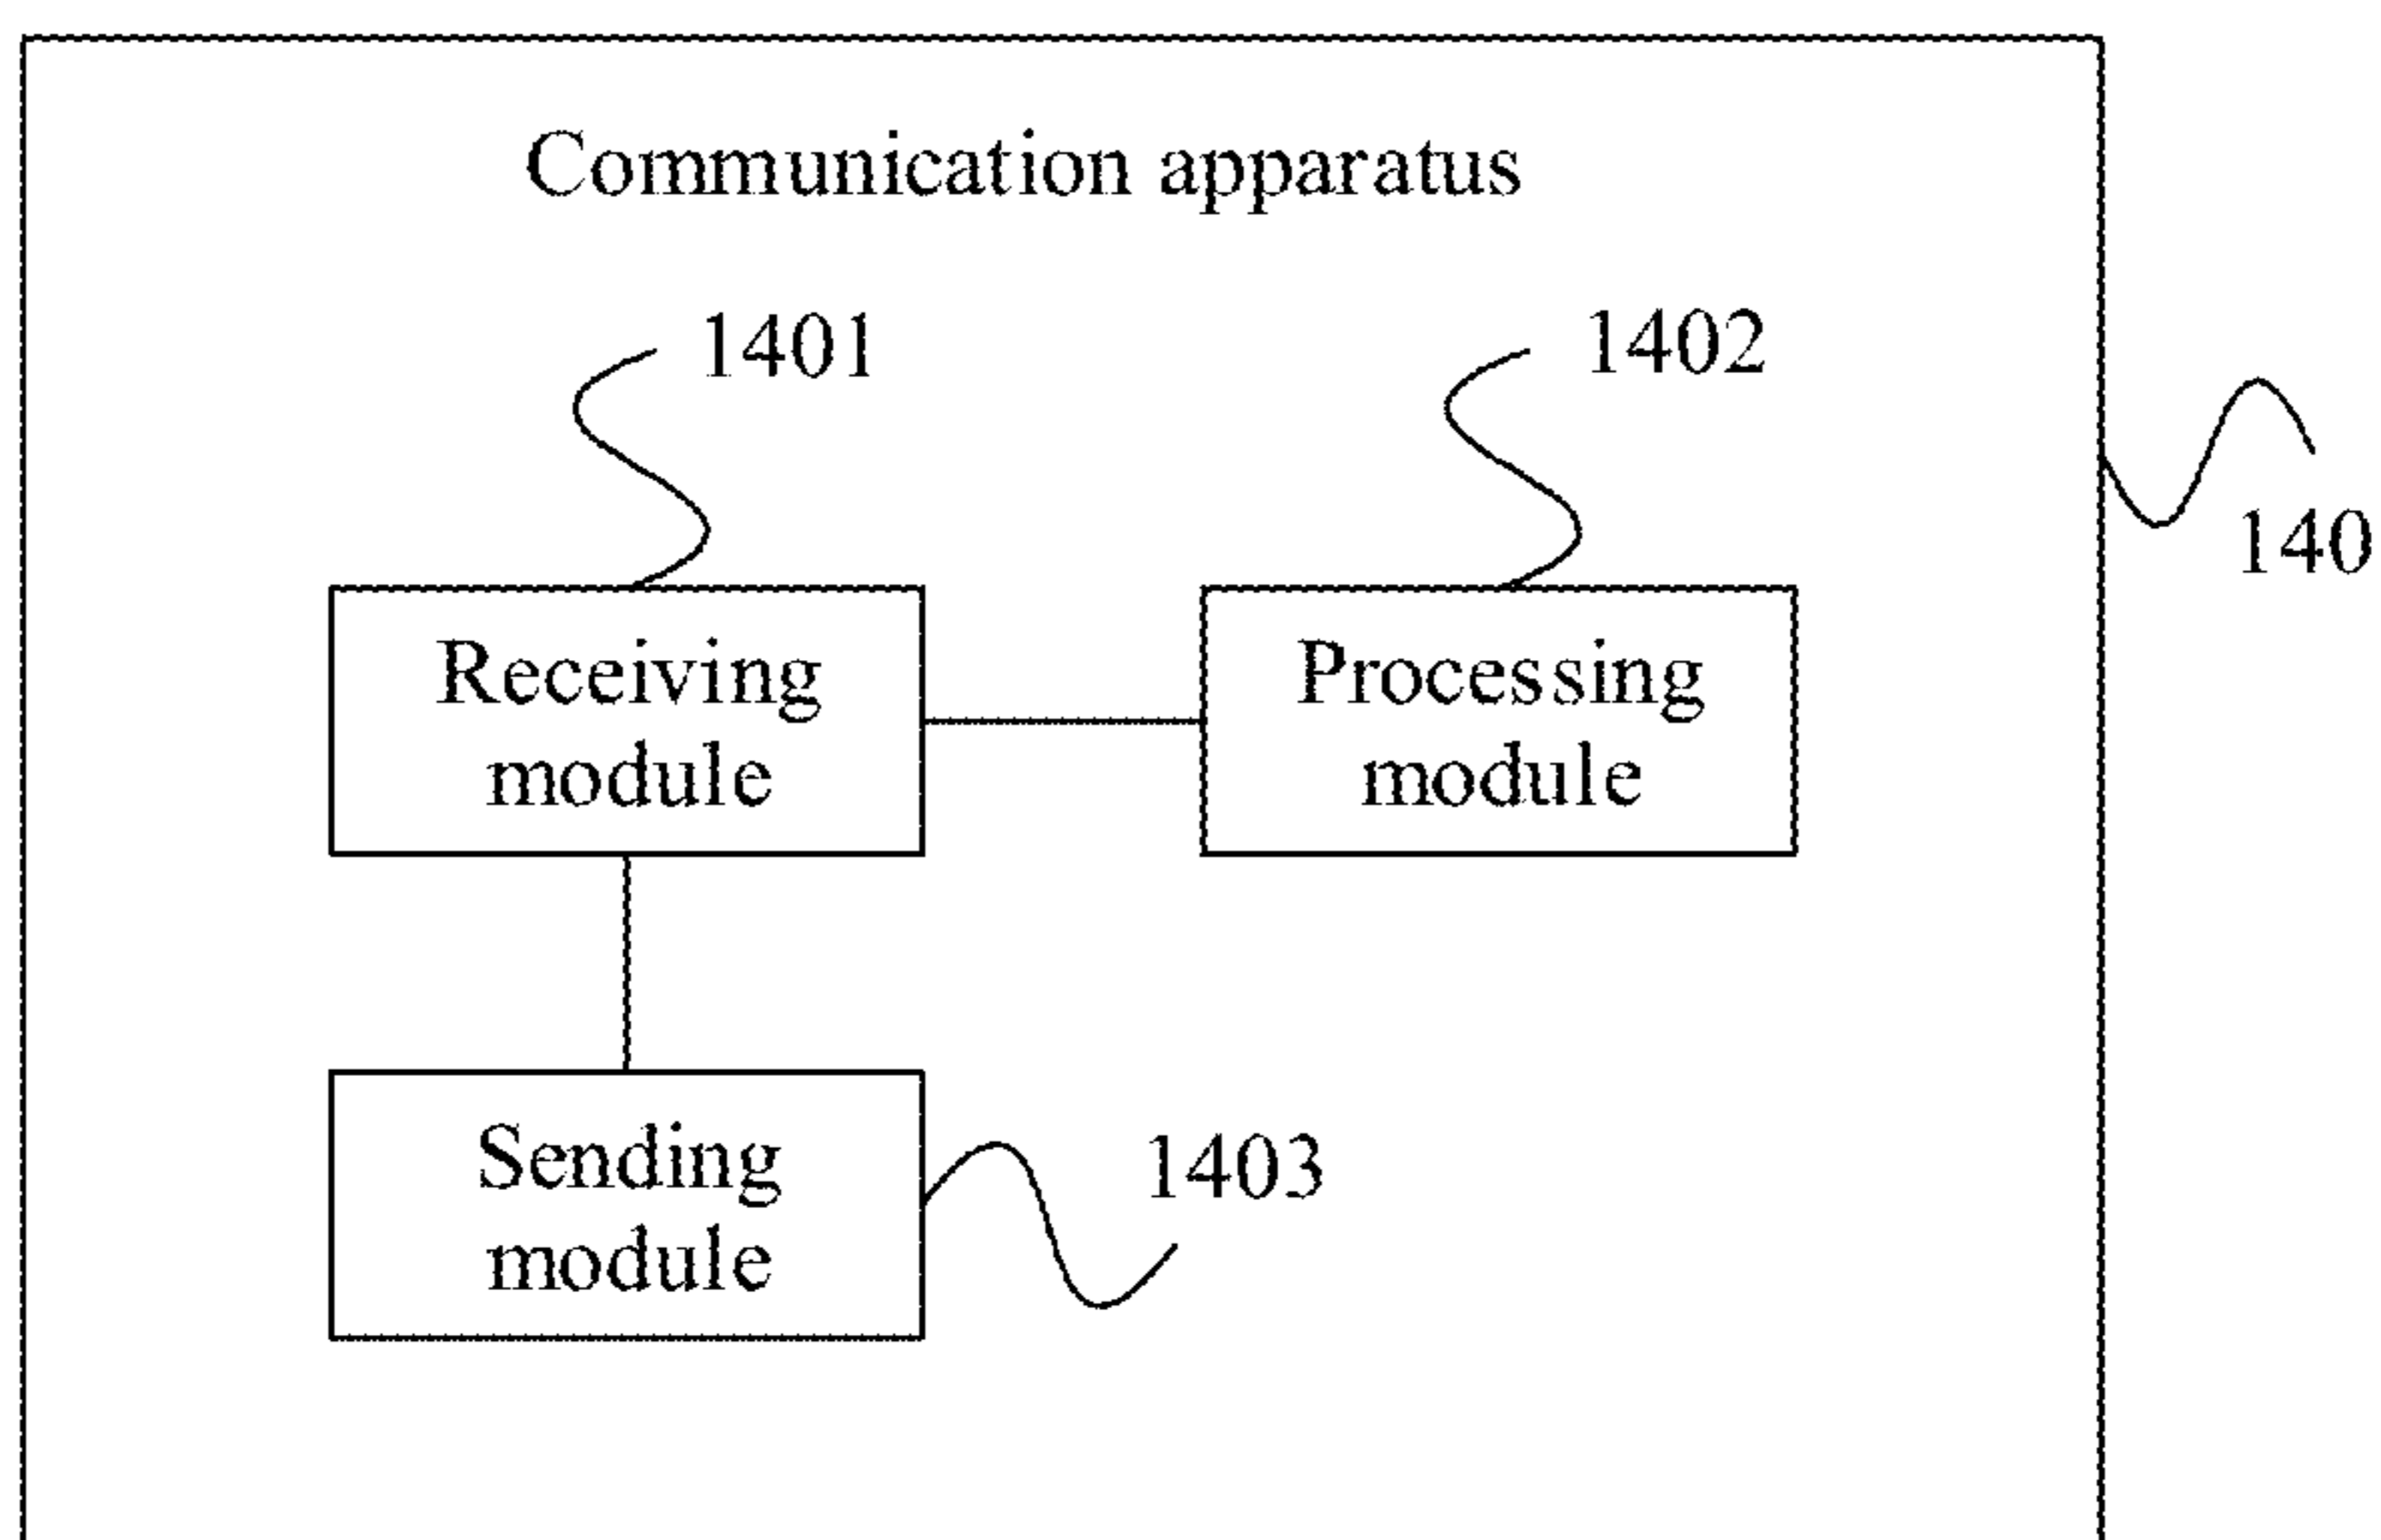 Communication apparatus
1401
1402
140
Receiving
module
Processing
module
Sending
module
1403